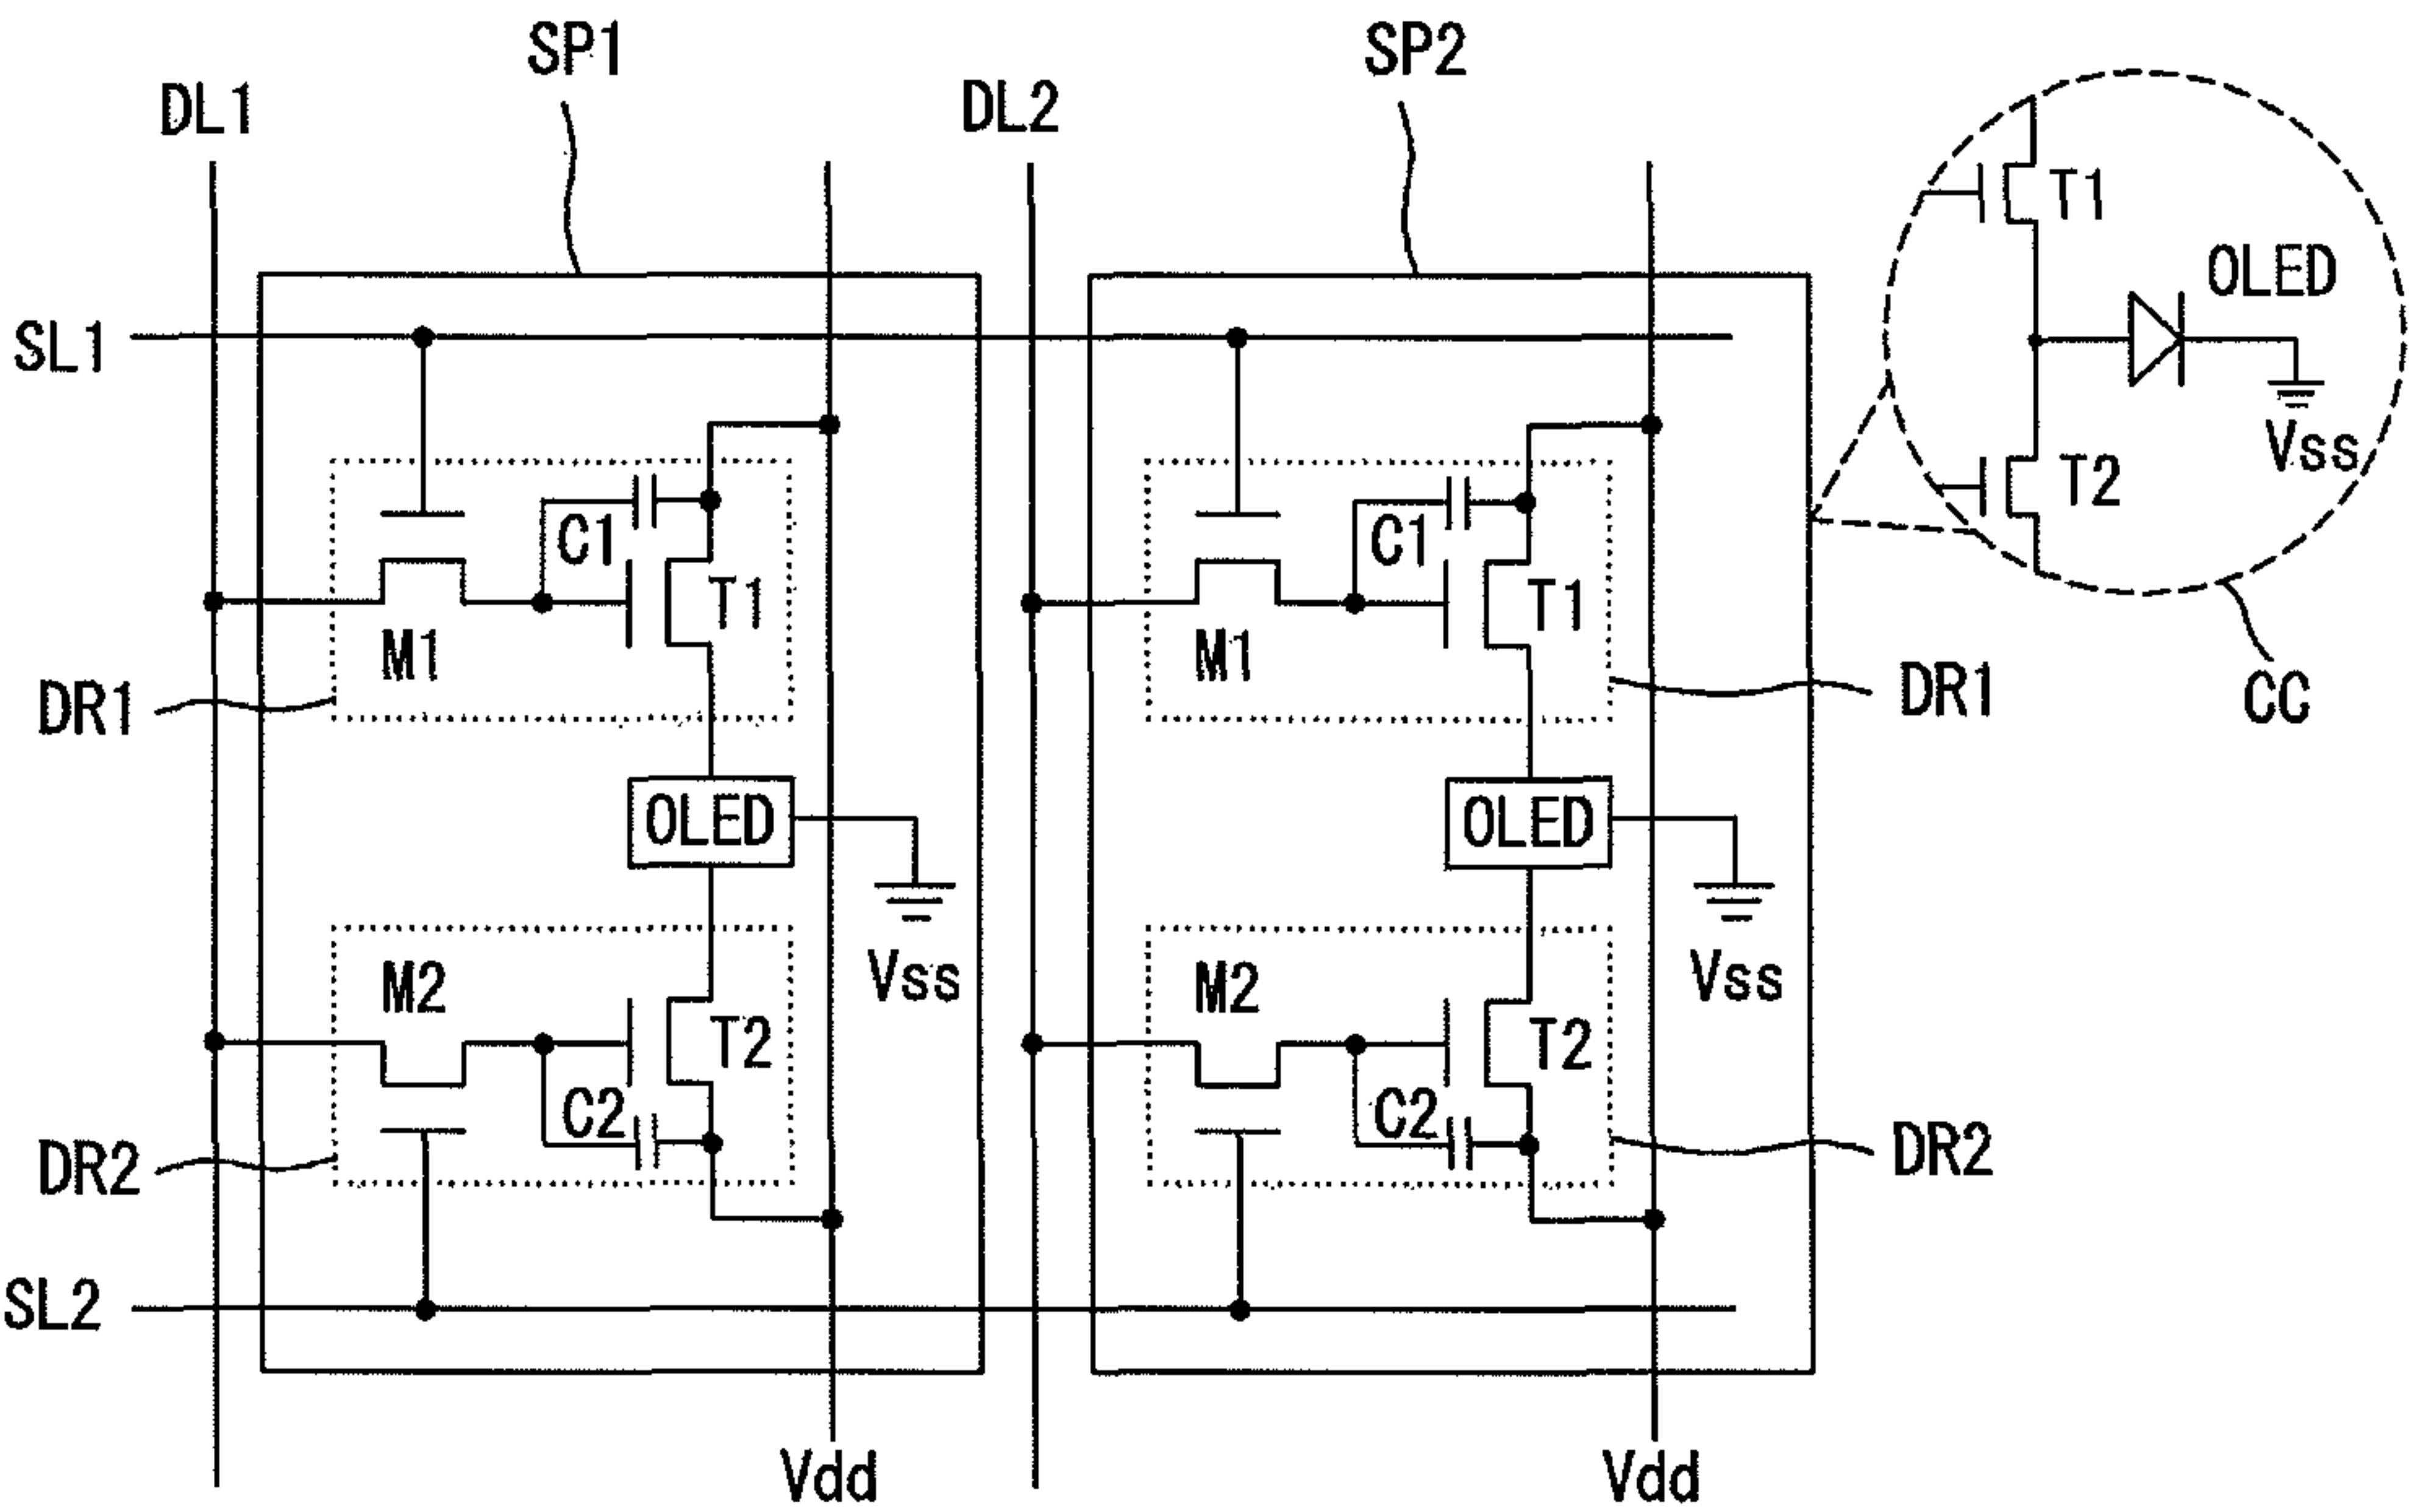 SP1
SP2
DL1
DL2
T1
OLED
SL1
Vss
T2
C1
T1
C1
T1
M1
M1
DR1
DR1
CC
OLED
OLED
M2
Vss
M2
Vss
T2
T2
C2
C2
DR2
DR2
SL2
Vdd
Vdd